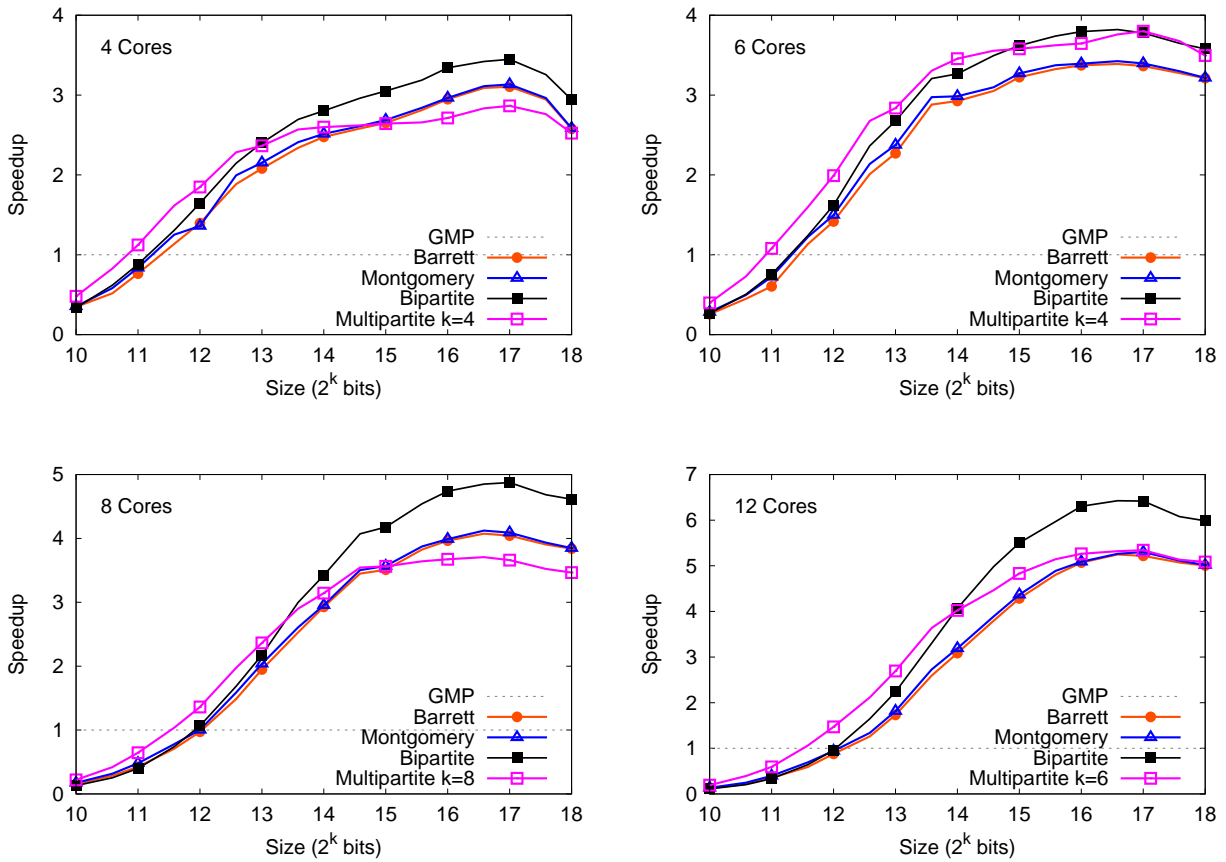 4 Cores
Speedup
4
3
2
1
0
GMP
Barrett
Montgomery
Bipartite
Multipartite k=4
10 11 12 13 14 15 16 17 18
Size (2^k bits)
6 Cores
Speedup
4
3
2
1
0
GMP
Barrett
Montgomery
Bipartite
Multipartite k=4
10 11 12 13 14 15 16 17 18
Size (2^k bits)
8 Cores
Speedup
5
4
3
2
1
0
GMP
Barrett
Montgomery
Bipartite
Multipartite k=8
10 11 12 13 14 15 16 17 18
Size (2^k bits)
12 Cores
Speedup
7
6
5
4
3
2
1
0
GMP
Barrett
Montgomery
Bipartite
Multipartite k=6
10 11 12 13 14 15 16 17 18
Size (2^k bits)